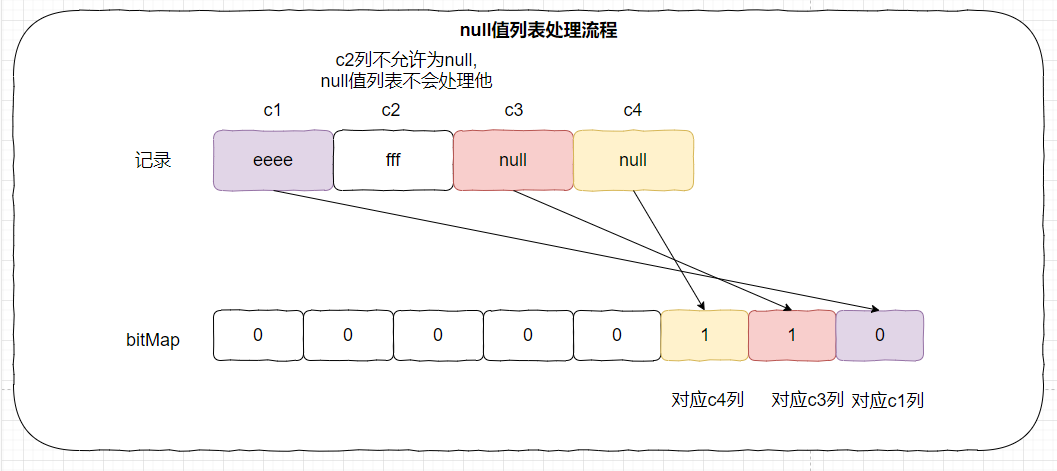 null值列表处理流程
c2列不允许为null,
null值列表不会处理他
c1 c2 c3 c4
记录 eeee fff null null
bitMap 0 0 0 0 0 1 1 0
对应c4列 对应c3列 对应c1列